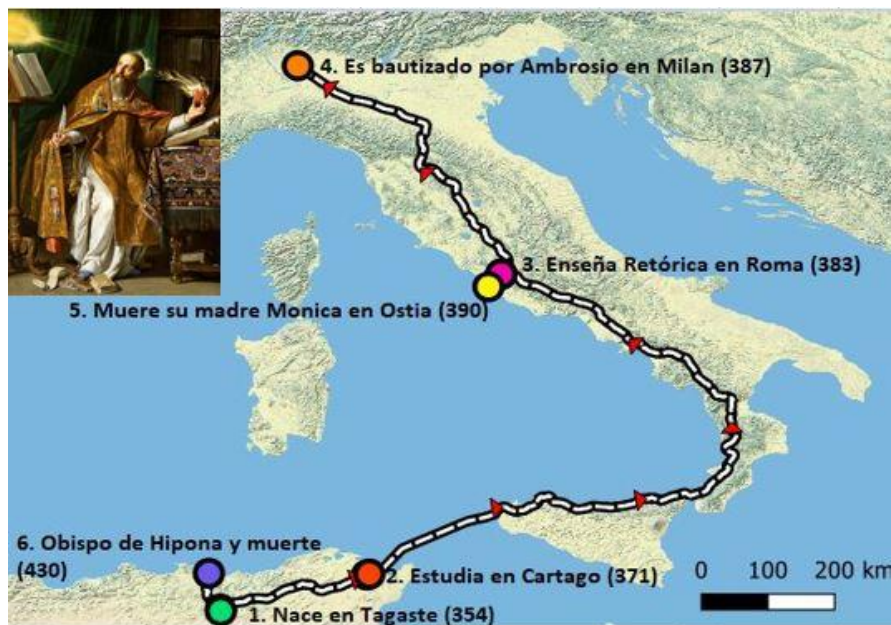 4. Es bautizado por Ambrosio en Milan (387)
3. Enseña Retórica en Roma (383)
5. Muere su madre Monica en Ostia (390)
6. Obispo de Hipona y muerte
(430)
2. Estudia en Cartago (371)
1. Nace en Tagaste (354)
0 100 200 km